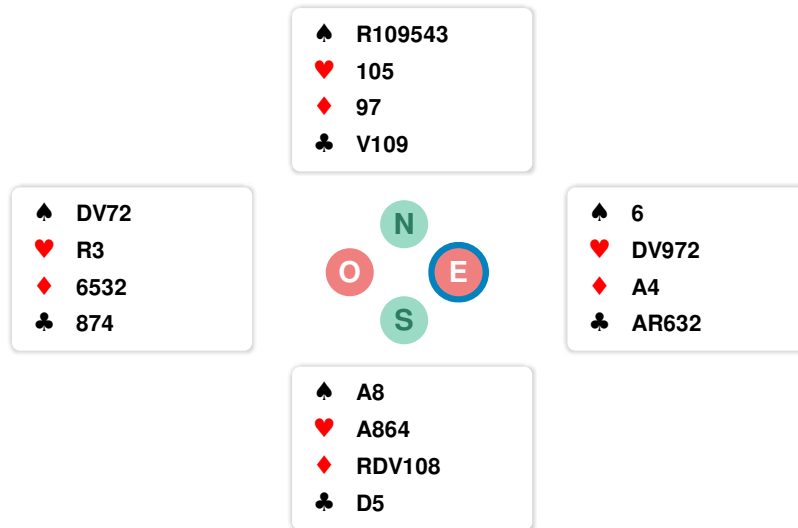 ♠ R109543
♥ 105
♦ 97
♣ V109
♠ DV72
♥ R3
♦ 6532
♣ 874
N
O
E
S
♠ 6
♥ DV972
♦ A4
♣ AR632
♠ A8
♥ A864
♦ RDV108
♣ D5